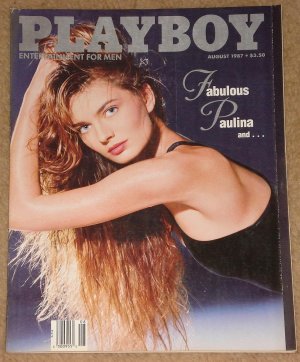 PLAYBOY
ENTERTAINMENT FOR MEN
AUGUST 1987 • $3.50
Fabulous
Paulina
and . . .